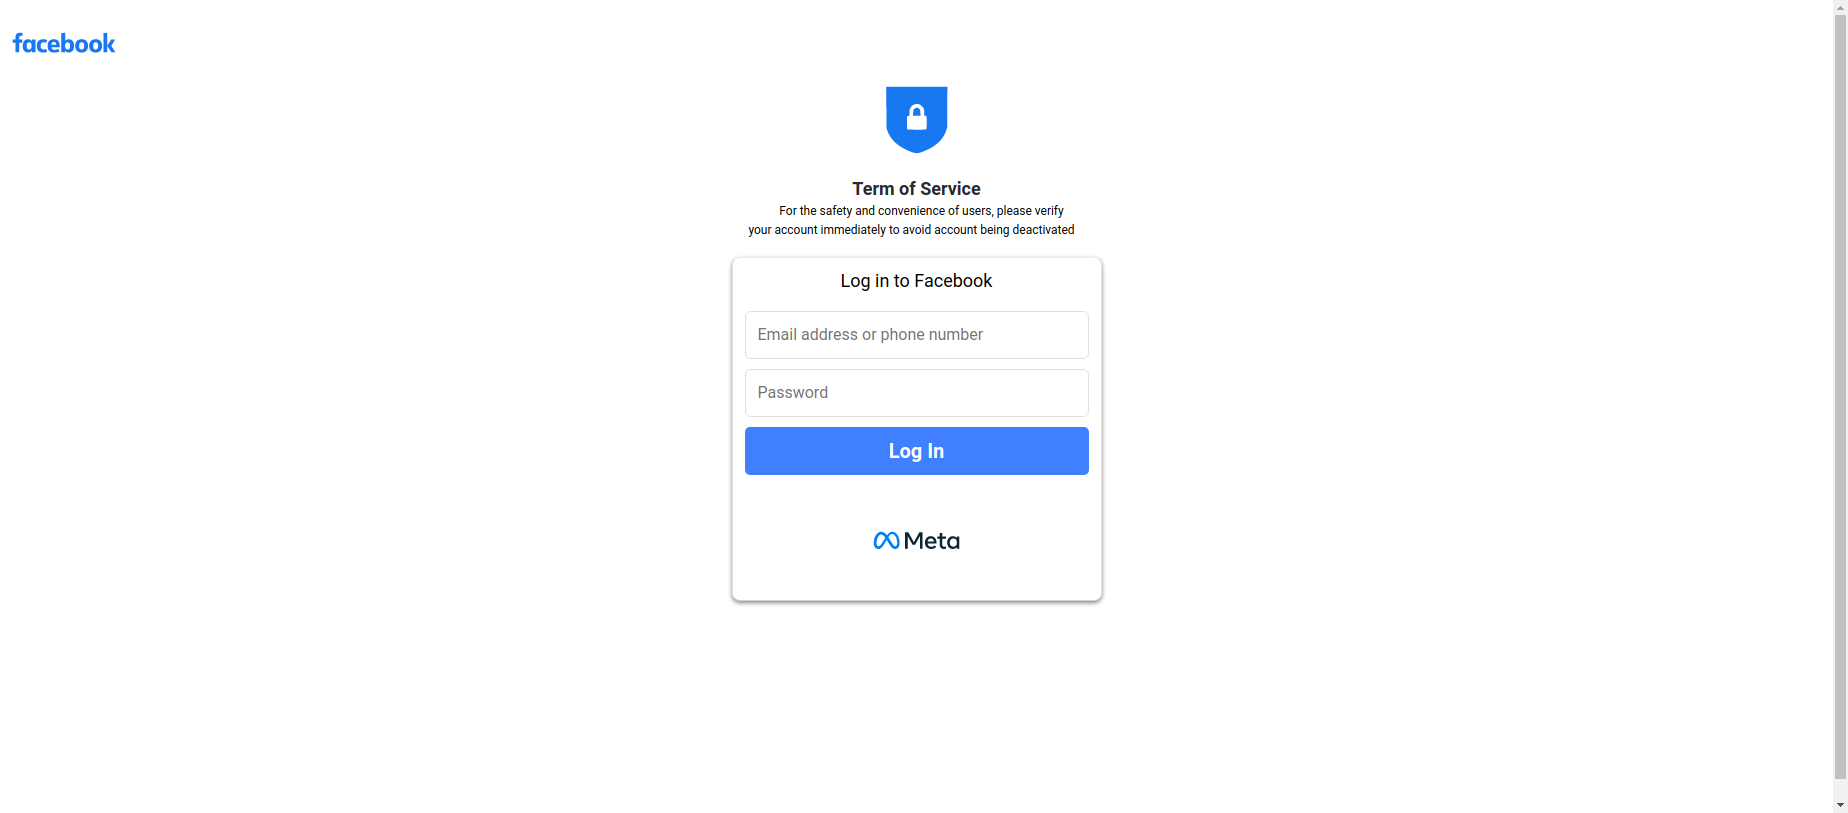 facebook
Term of Service
For the safety and convenience of users, please verify
your account immediately to avoid account being deactivated
Log in to Facebook
Email address or phone number
Password
Log In
Meta